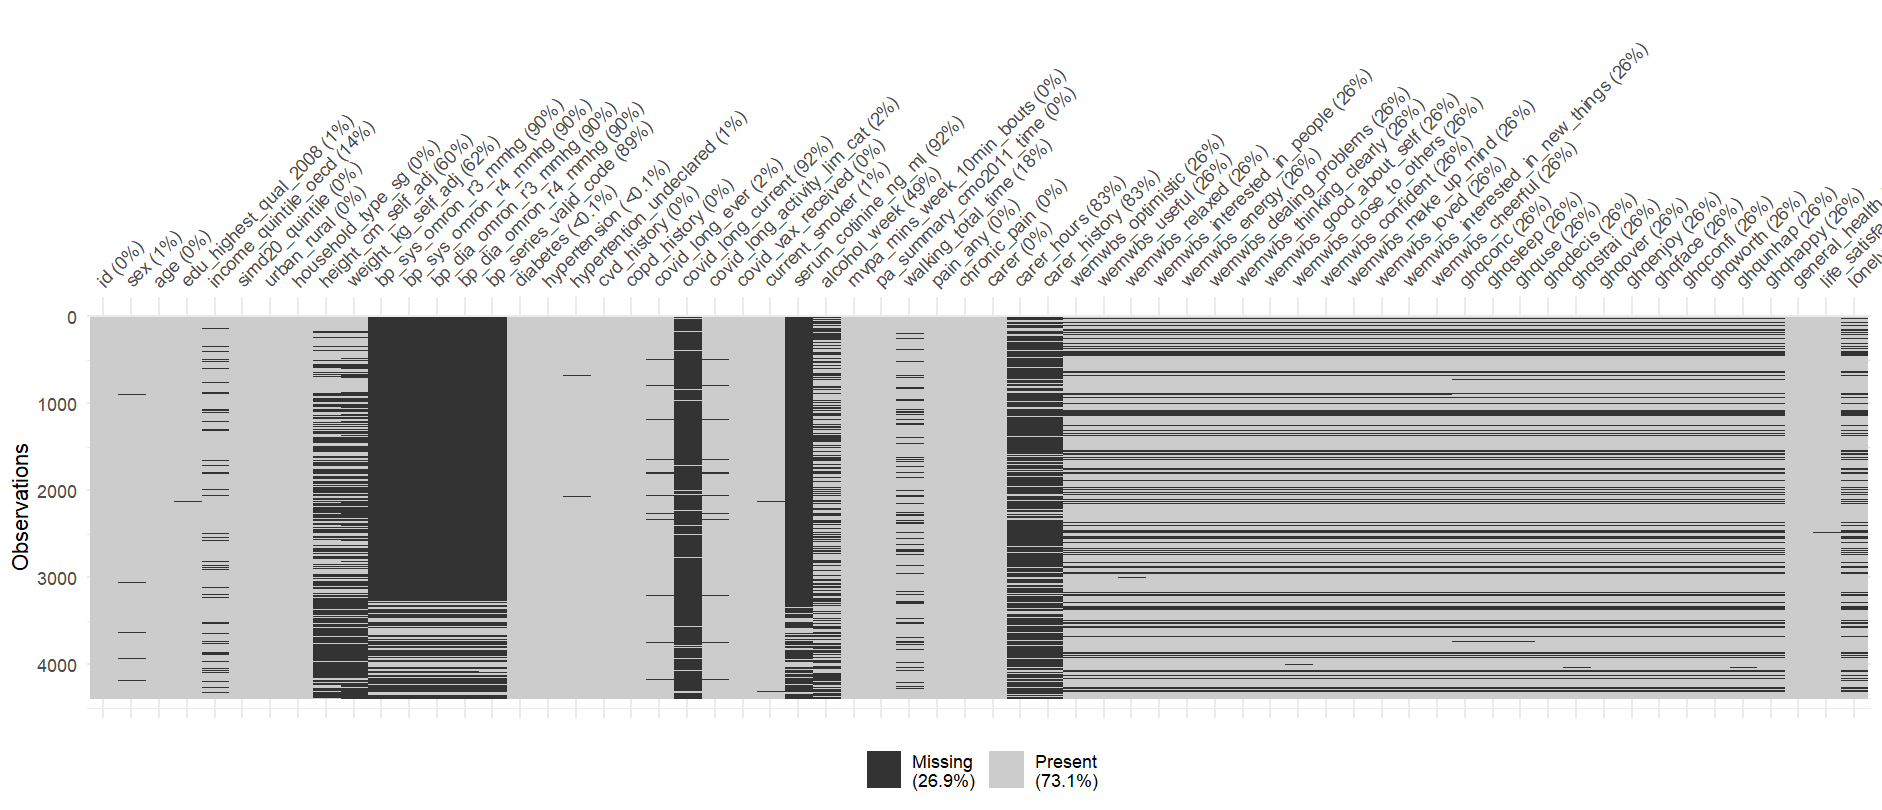 id (0%)
sex (1%)
age (0%)
edu_highest_qual_2008 (1%)
income_quintile_oecd (14%)
simd20_quintile (0%)
urban_rural (0%)
household_type_sg (0%)
height_cm_self_adj (60%)
weight_kg_self_adj (62%)
bp_sys_omron_r3_mmhg (90%)
bp_sys_omron_r4_mmhg (90%)
bp_dia_omron_r3_mmhg (90%)
bp_dia_omron_r4_mmhg (90%)
bp_series_valid_code (89%)
diabetes (<0.1%)
hypertension (<0.1%)
hypertention_undeclared (1%)
cvd_history (0%)
copd_history (0%)
covid_long_ever (2%)
covid_long_current (92%)
covid_long_activity_lim_cat (2%)
covid_vax_received (0%)
current_smoker (1%)
serum_cotinine_ng_ml (92%)
alcohol_week (49%)
mvpa_mins_week_10min_bouts (0%)
pa_summary_cmo2011_time (0%)
walking_total_time (18%)
pain_any (0%)
chronic_pain (0%)
carer (0%)
carer_hours (83%)
carer_history (83%)
wemwbs_optimistic (26%)
wemwbs_useful (26%)
wemwbs_relaxed (26%)
wemwbs_interested_in_people (26%)
wemwbs_energy (26%)
wemwbs_dealing_problems (26%)
wemwbs_thinking_clearly (26%)
wemwbs_good_about_self (26%)
wemwbs_close_to_others (26%)
wemwbs_confident (26%)
wemwbs_make_up_mind (26%)
wemwbs_loved (26%)
wemwbs_interested_in_new_things (26%)
wemwbs_cheerful (26%)
ghqconc (26%)
ghqsleep (26%)
ghquse (26%)
ghqdecis (26%)
ghqstral (26%)
ghqover (26%)
ghqenjoy (26%)
ghqface (26%)
ghqconfi (26%)
ghqworth (26%)
ghqunhap (26%)
ghqhappy (26%)
general_health
life_satisfa
lonel
Observations
0
1000
2000
3000
4000
Missing
(26.9%)
Present
(73.1%)